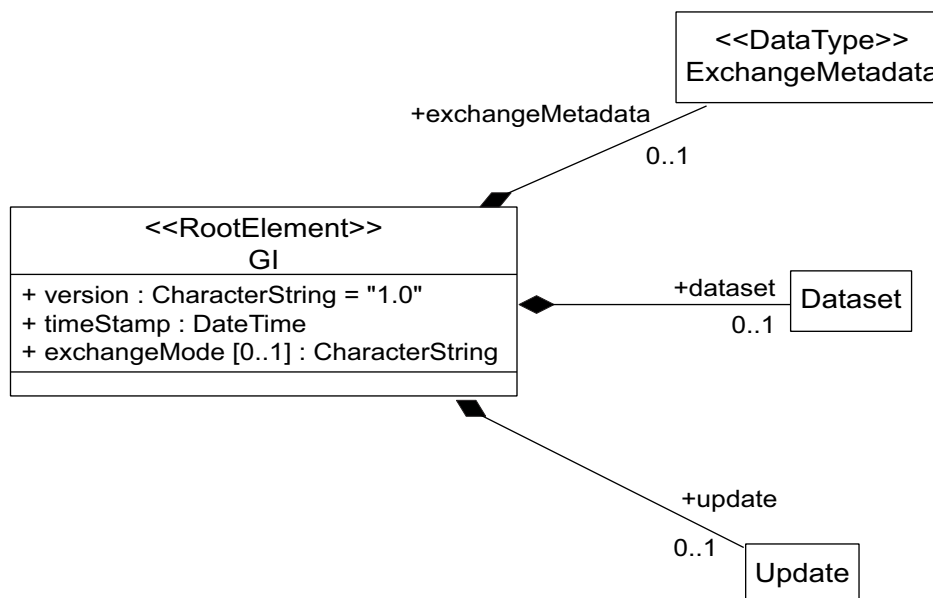 <<DataType>>
ExchangeMetadata
+exchangeMetadata
0..1
<<RootElement>>
GI
+ version : CharacterString = "1.0"
+ timeStamp : DateTime
+ exchangeMode [0..1] : CharacterString
+dataset
0..1
Dataset
+update
0..1
Update